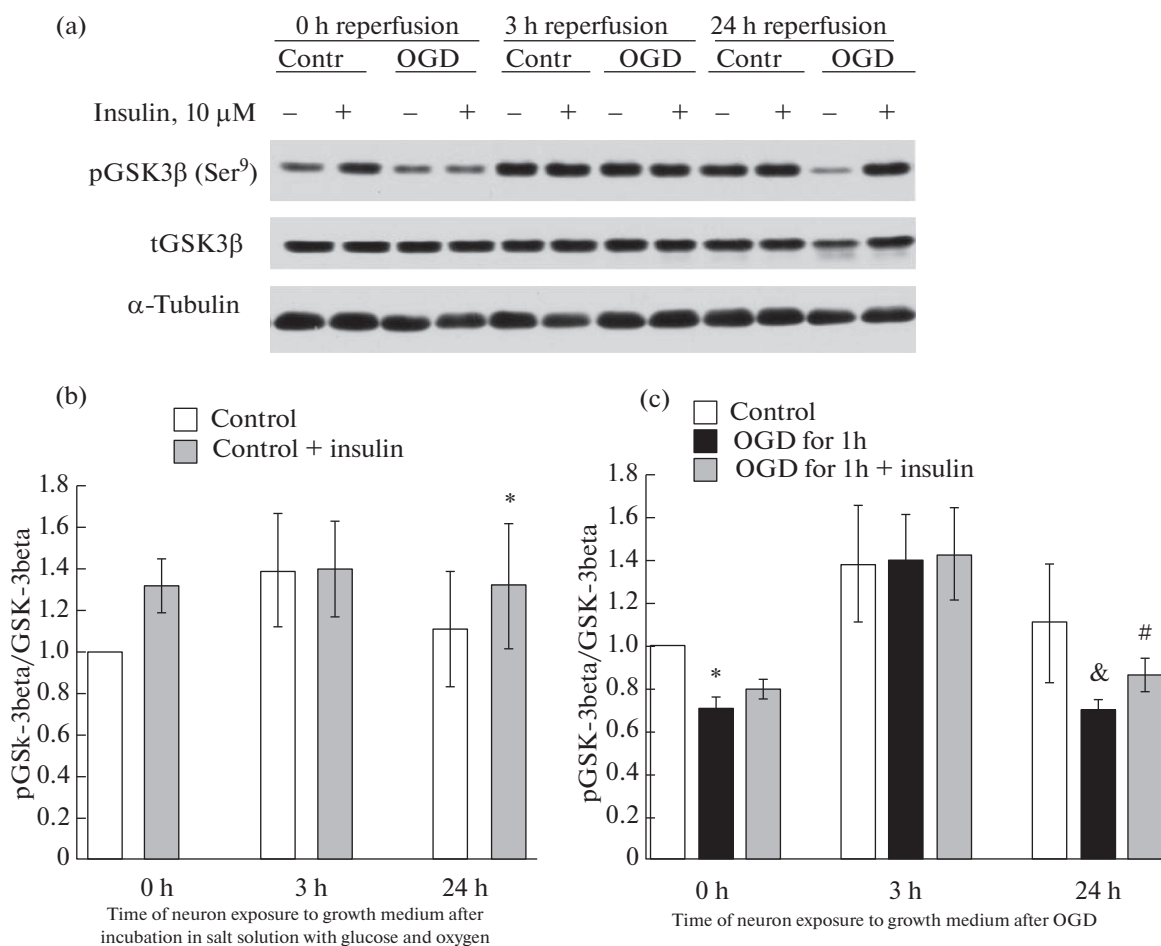 (a)
0 h reperfusion 3 h reperfusion 24 h reperfusion
Contr OGD Contr OGD Contr OGD
Insulin, 10 μM – + – + – + – + – + – +
pGSK3β (Ser⁹)
tGSK3β
α-Tubulin
(b)
Control
Control + insulin
pGSk-3beta/GSK-3beta
1.8
1.6
1.4
1.2
1.0
0.8
0.6
0.4
0.2
0
*
0 h 3 h 24 h
Time of neuron exposure to growth medium after
incubation in salt solution with glucose and oxygen
(c)
Control
OGD for 1h
OGD for 1h + insulin
pGSK-3beta/GSK-3beta
1.8
1.6
1.4
1.2
1.0
0.8
0.6
0.4
0.2
0
* & #
0 h 3 h 24 h
Time of neuron exposure to growth medium after OGD